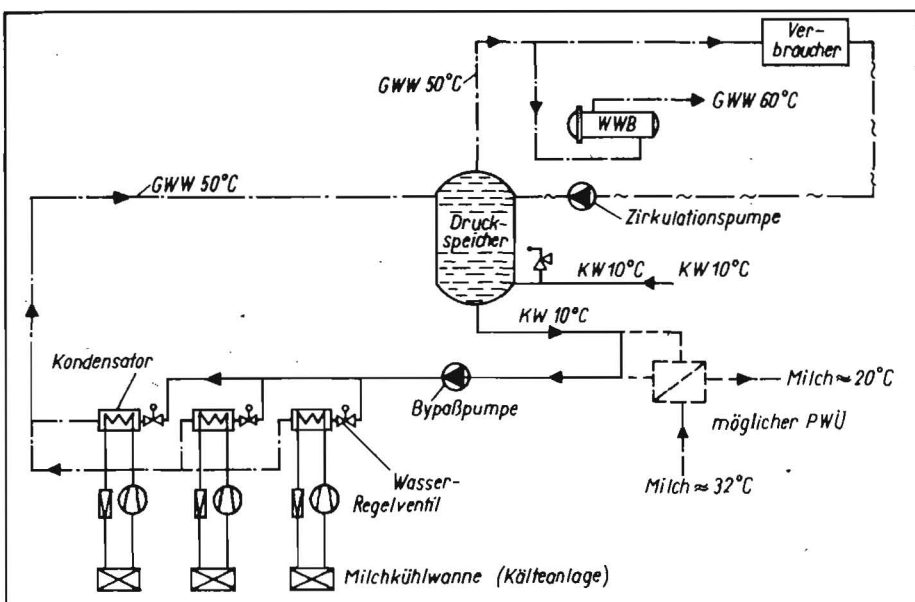 Ver-
braucher
GWW 50°C
GWW 60°C
WWB
GWW 50°C
Zirkulationspumpe
Druck-
speicher
KW 10°C
KW 10°C
KW 10°C
Kondensator
Bypaßpumpe
Milch ≈ 20°C
möglicher PWÜ
Milch ≈ 32°C
Wasser-
Regelventil
Milchkühlwanne (Kälteanlage)